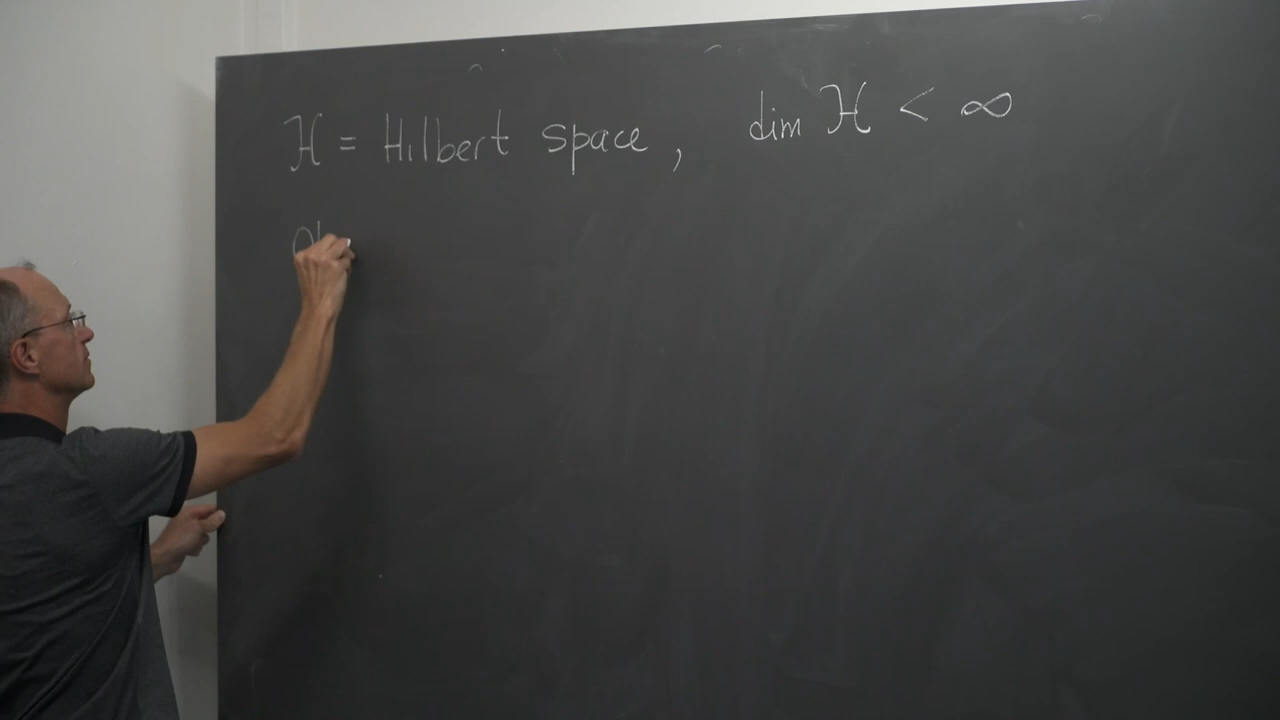 ℋ = Hilbert space, dim ℋ < ∞